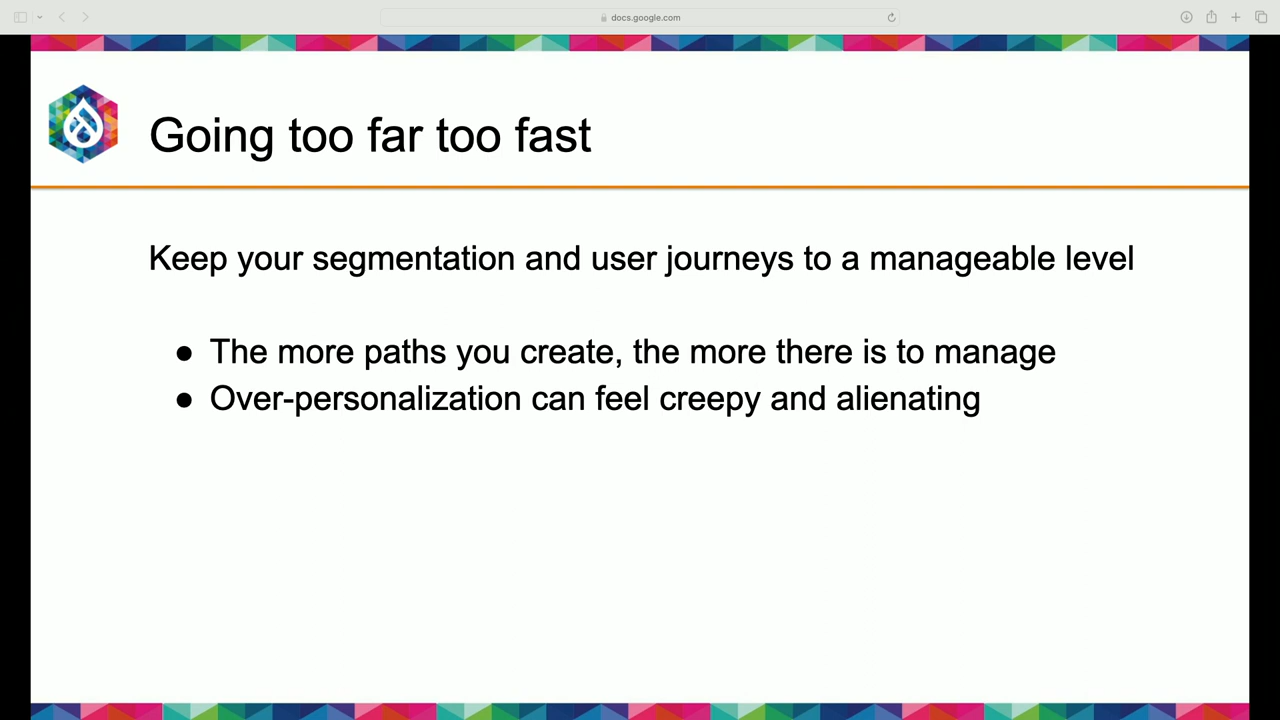 docs.google.com
Going too far too fast
Keep your segmentation and user journeys to a manageable level
● The more paths you create, the more there is to manage
● Over-personalization can feel creepy and alienating